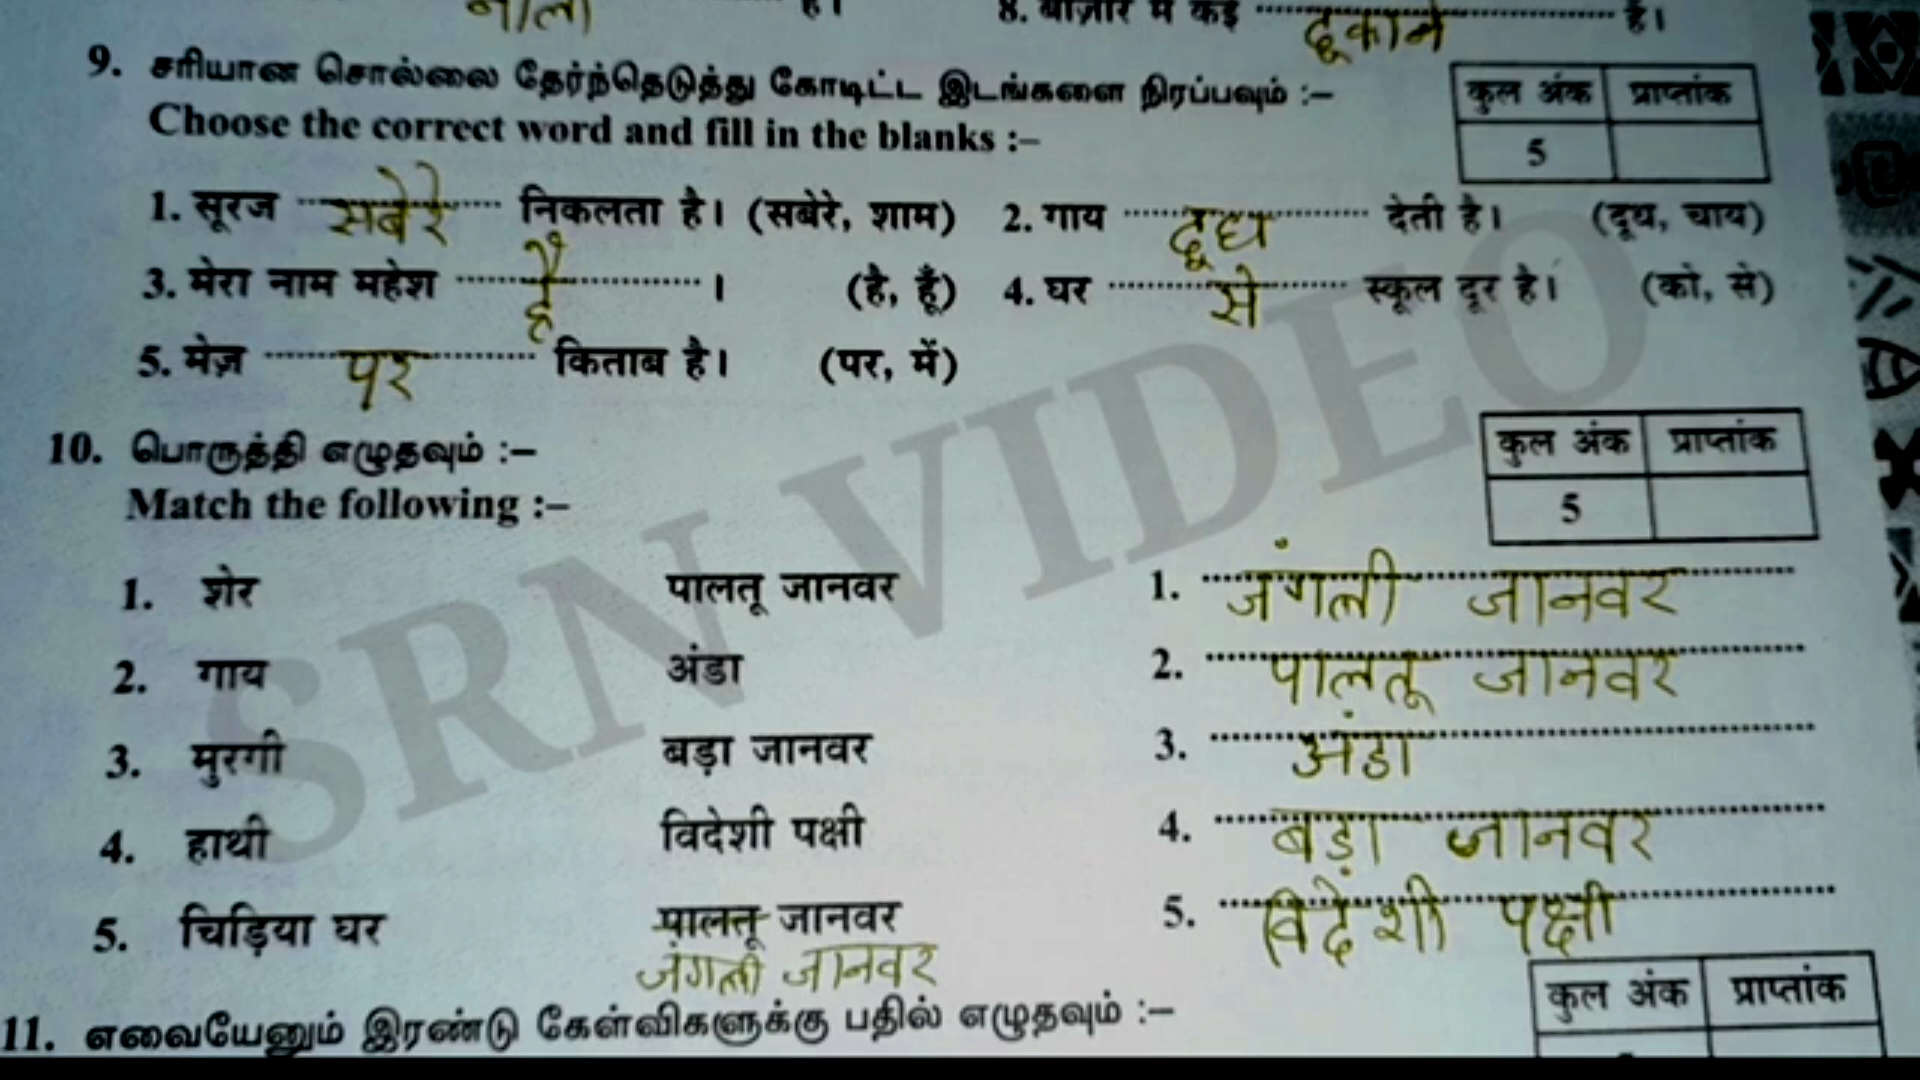 नीला है। 8. बाज़ार में कई दूकाने हैं।
9. சரியான சொல்லை தேர்ந்தெடுத்து கோடிட்ட இடங்களை நிரப்பவும் :–
Choose the correct word and fill in the blanks :–
कुल अंक प्राप्तांक
5
1. सूरज सबेरे निकलता है। (सबेरे, शाम) 2. गाय दूध देती है। (दूध, चाय)
3. मेरा नाम महेश है । (है, हूँ) 4. घर से स्कूल दूर है। (को, से)
5. मेज़ पर किताब है। (पर, में)
10. பொருத்தி எழுதவும் :–
Match the following :–
कुल अंक प्राप्तांक
5
1. शेर पालतू जानवर 1. जंगली जानवर
2. गाय अंडा 2. पालतू जानवर
3. मुरगी बड़ा जानवर 3. अंडा
4. हाथी विदेशी पक्षी 4. बड़ा जानवर
5. चिड़िया घर पालतू जानवर 5. विदेशी पक्षी
जंगली जानवर
11. எவையேனும் இரண்டு கேள்விகளுக்கு பதில் எழுதவும் :–
कुल अंक प्राप्तांक
SRN VIDEO